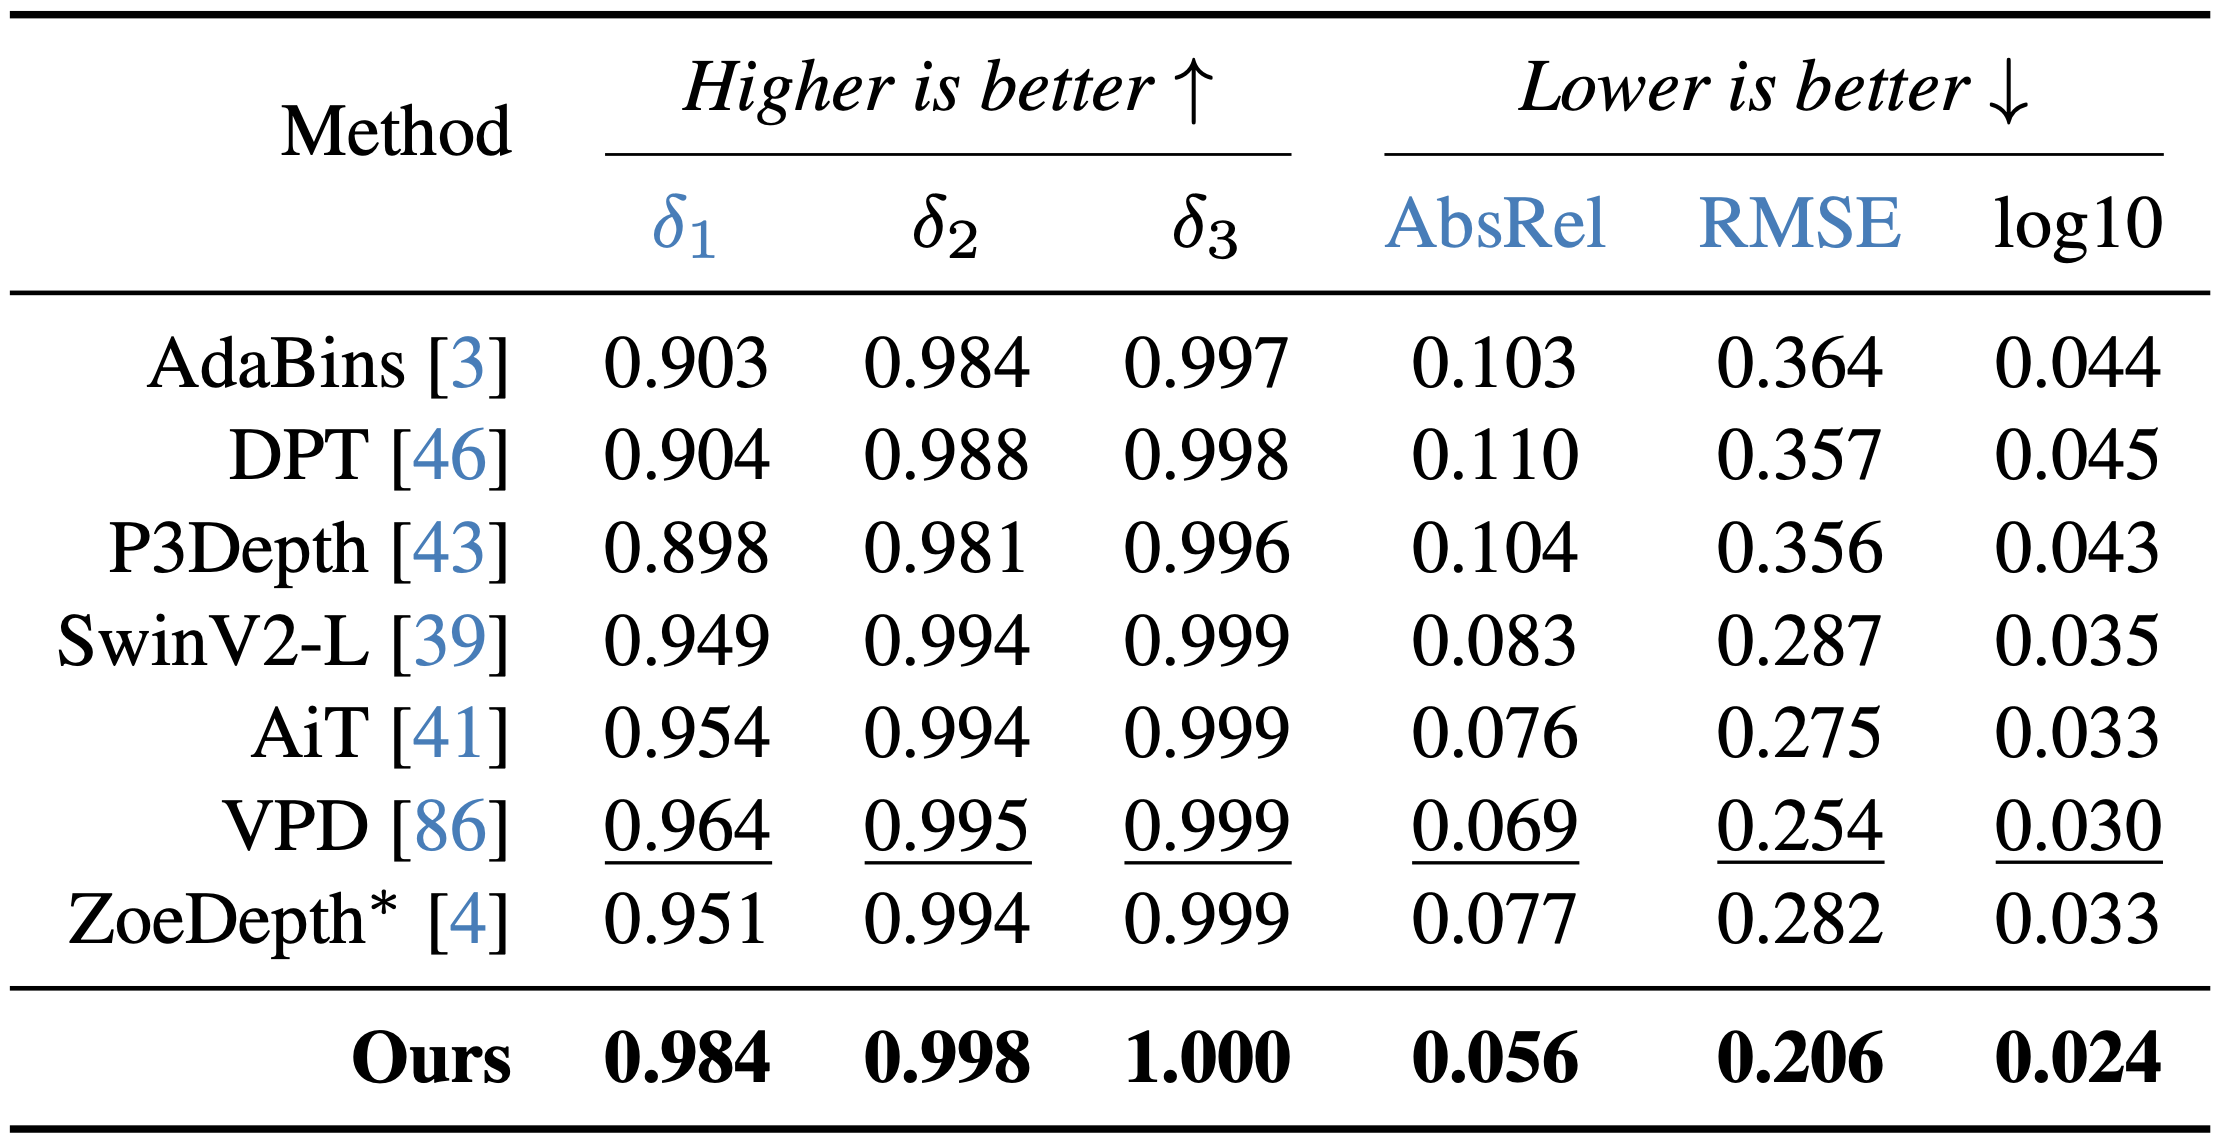 Method Higher is better ↑ Lower is better ↓
δ1 δ2 δ3 AbsRel RMSE log10
AdaBins [3] 0.903 0.984 0.997 0.103 0.364 0.044
DPT [46] 0.904 0.988 0.998 0.110 0.357 0.045
P3Depth [43] 0.898 0.981 0.996 0.104 0.356 0.043
SwinV2-L [39] 0.949 0.994 0.999 0.083 0.287 0.035
AiT [41] 0.954 0.994 0.999 0.076 0.275 0.033
VPD [86] 0.964 0.995 0.999 0.069 0.254 0.030
ZoeDepth* [4] 0.951 0.994 0.999 0.077 0.282 0.033
Ours 0.984 0.998 1.000 0.056 0.206 0.024